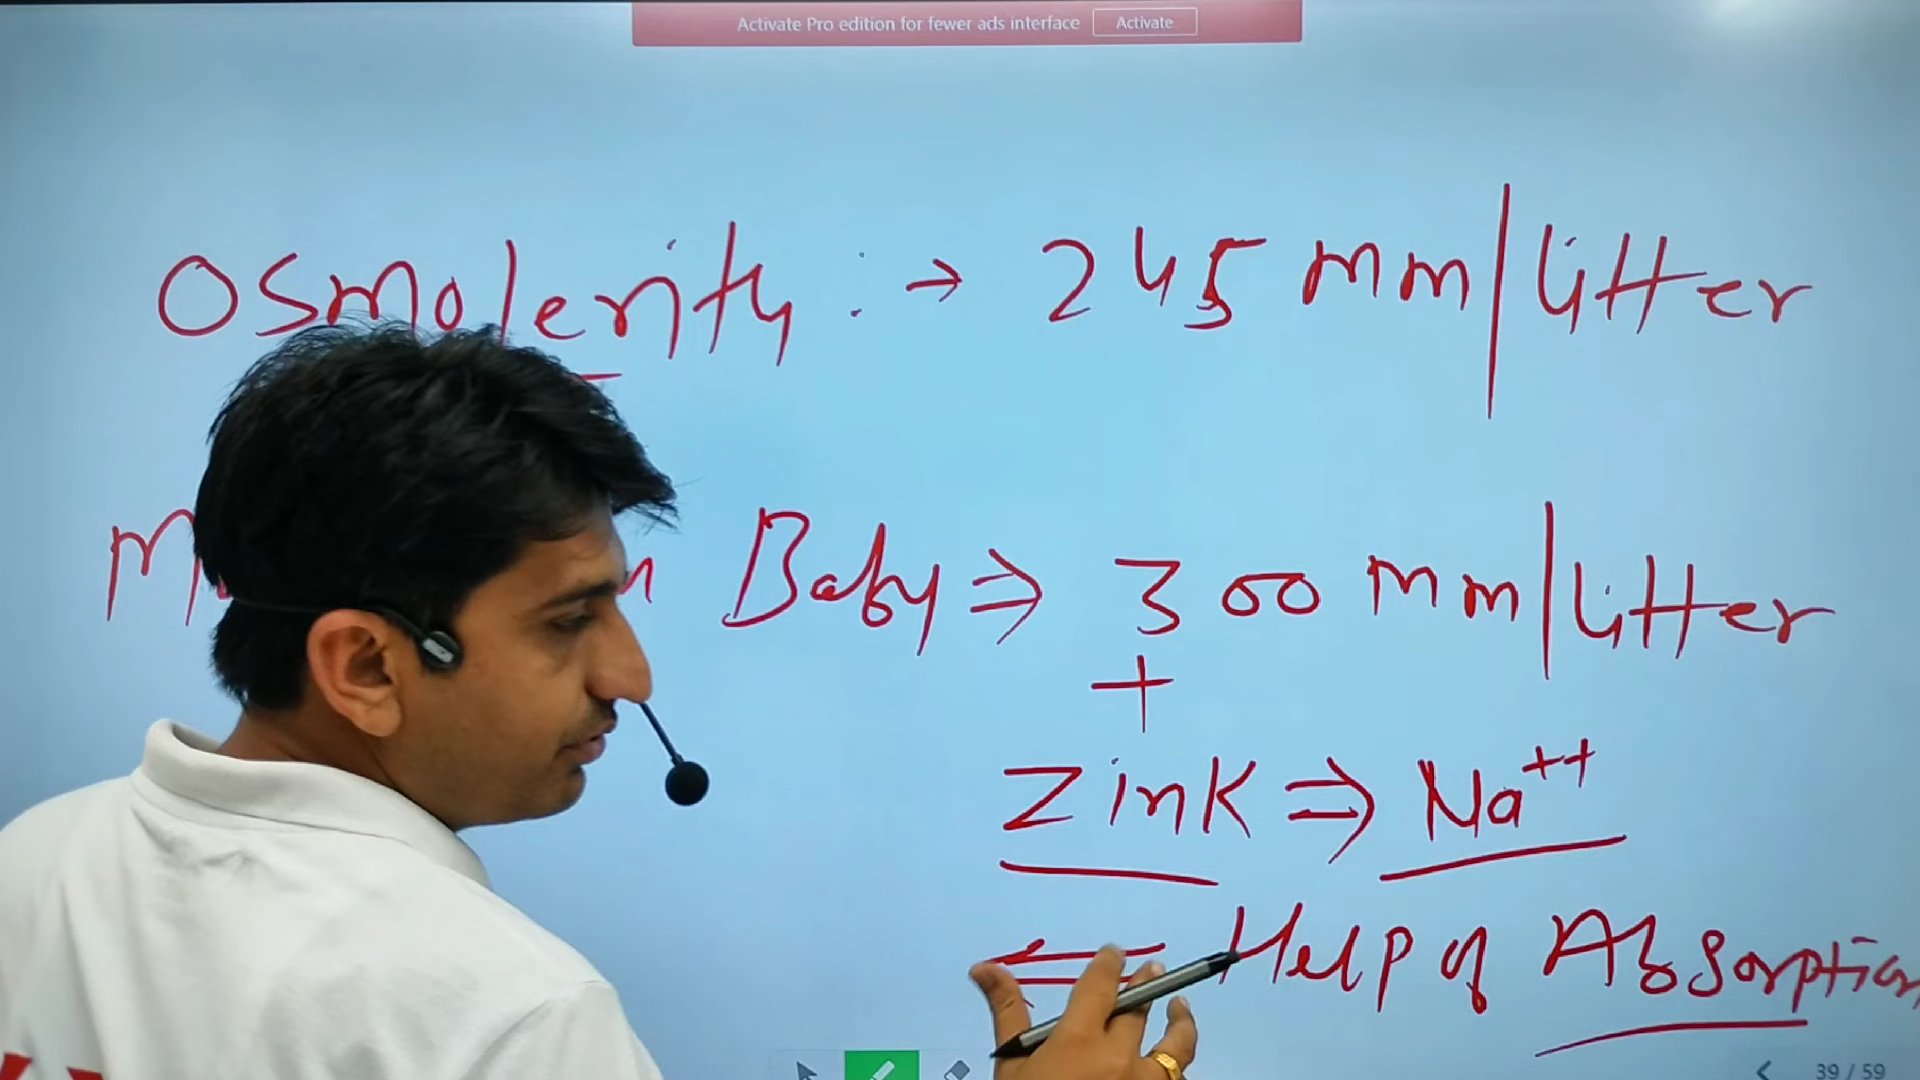 Activate Pro edition for fewer ads interface Activate
Osmolerity :→ 245 mm/litter
Baby ⇒ 300 mm/litter
+
Zink ⇒ Na++
⇐ Help of Absorption
39 / 59